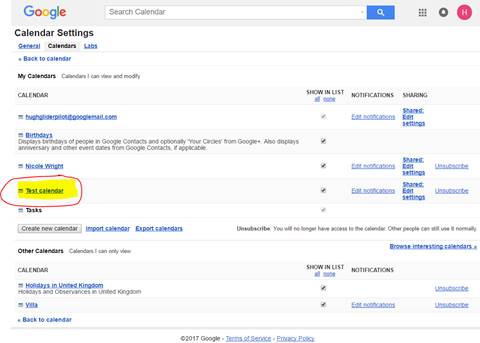 Google Search Calendar H
Calendar Settings
General Calendars Labs
« Back to calendar
My Calendars Calendars I can view and modify
CALENDAR SHOW IN LIST NOTIFICATIONS SHARING
all none
hughgliderpilot@googlemail.com Edit notifications Shared: Edit settings
Birthdays
Displays birthdays of people in Google Contacts and optionally 'Your Circles' from Google+. Also displays
anniversary and other event dates from Google Contacts, if applicable.
Nicole Wright Edit notifications Shared: Edit settings Unsubscribe
Test calendar Edit notifications Shared: Edit settings Unsubscribe
Tasks
Create new calendar Import calendar Export calendars Unsubscribe You will no longer have access to the calendar. Other people can still use it normally.
Other Calendars Calendars I can only view Browse interesting calendars »
CALENDAR SHOW IN LIST NOTIFICATIONS
all none
Holidays in United Kingdom Unsubscribe
Holidays and Observances in United Kingdom
Villa Edit notifications Unsubscribe
« Back to calendar
©2017 Google - Terms of Service - Privacy Policy